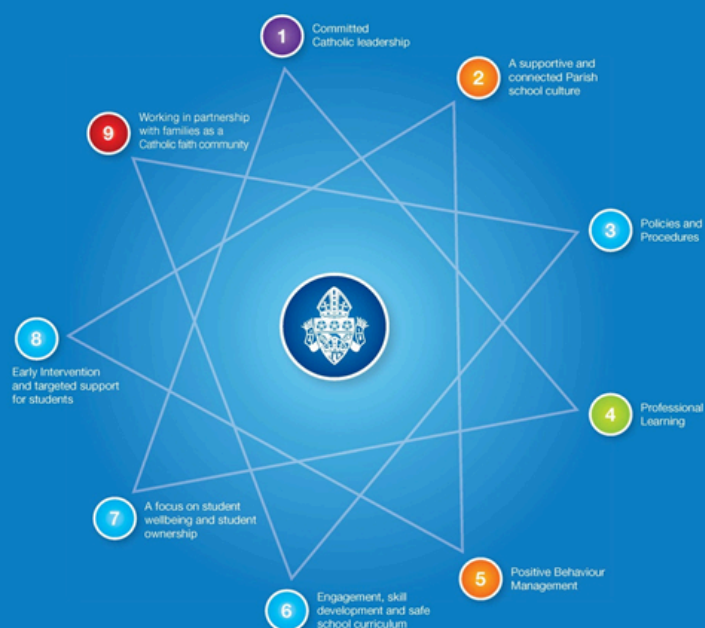 1
Committed
Catholic leadership
2
A supportive and
connected Parish
school culture
3
Policies and
Procedures
4
Professional
Learning
5
Positive Behaviour
Management
6
Engagement, skill
development and safe
school curriculum
7
A focus on student
wellbeing and student
ownership
8
Early Intervention
and targeted support
for students
9
Working in partnership
with families as a
Catholic faith community